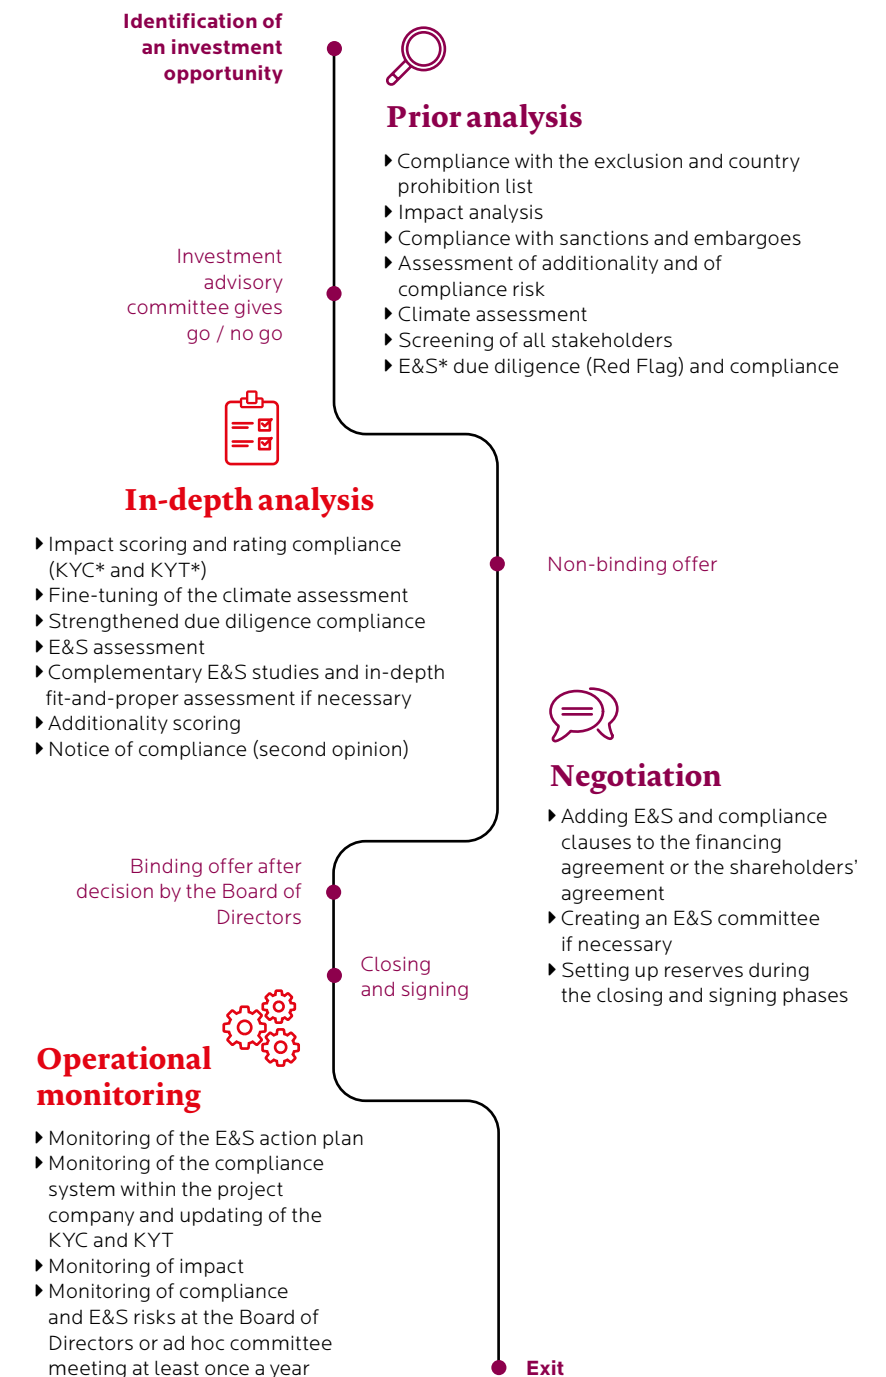 Identification of
an investment
opportunity
Prior analysis
Compliance with the exclusion and country
prohibition list
Impact analysis
Compliance with sanctions and embargoes
Assessment of additionality and of
compliance risk
Climate assessment
Screening of all stakeholders
E&S* due diligence (Red Flag) and compliance
Investment
advisory
committee gives
go / no go
In-depth analysis
Impact scoring and rating compliance
(KYC* and KYT*)
Fine-tuning of the climate assessment
Strengthened due diligence compliance
E&S assessment
Complementary E&S studies and in-depth
fit-and-proper assessment if necessary
Additionality scoring
Notice of compliance (second opinion)
Non-binding offer
Negotiation
Adding E&S and compliance
clauses to the financing
agreement or the shareholders’
agreement
Creating an E&S committee
if necessary
Setting up reserves during
the closing and signing phases
Binding offer after
decision by the Board of
Directors
Closing
and signing
Operational
monitoring
Monitoring of the E&S action plan
Monitoring of the compliance
system within the project
company and updating of the
KYC and KYT
Monitoring of impact
Monitoring of compliance
and E&S risks at the Board of
Directors or ad hoc committee
meeting at least once a year
Exit